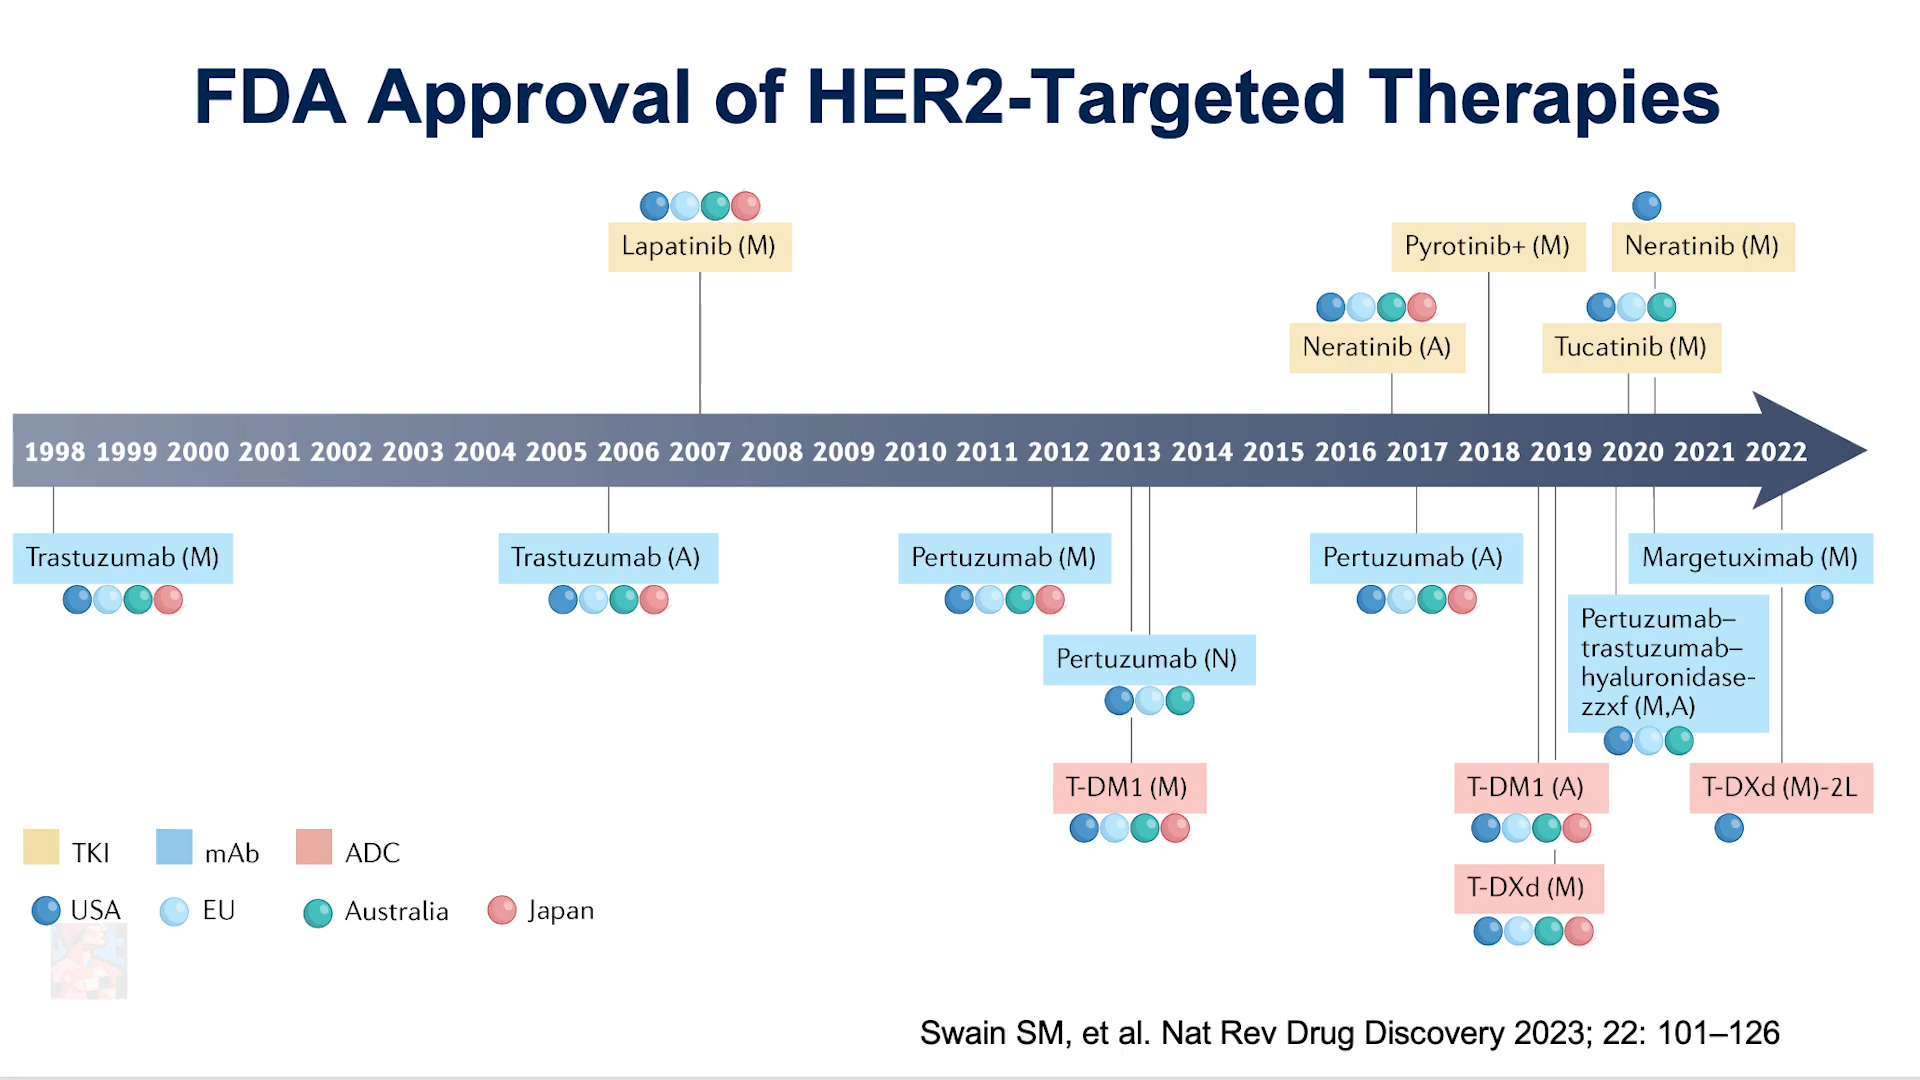 FDA Approval of HER2-Targeted Therapies
Lapatinib (M)
Pyrotinib+ (M)
Neratinib (M)
Neratinib (A)
Tucatinib (M)
1998 1999 2000 2001 2002 2003 2004 2005 2006 2007 2008 2009 2010 2011 2012 2013 2014 2015 2016 2017 2018 2019 2020 2021 2022
Trastuzumab (M)
Trastuzumab (A)
Pertuzumab (M)
Pertuzumab (A)
Margetuximab (M)
Pertuzumab (N)
Pertuzumab–
trastuzumab–
hyaluronidase-
zzxf (M,A)
T-DM1 (M)
T-DM1 (A)
T-DXd (M)-2L
T-DXd (M)
TKI
mAb
ADC
USA
EU
Australia
Japan
Swain SM, et al. Nat Rev Drug Discovery 2023; 22: 101–126